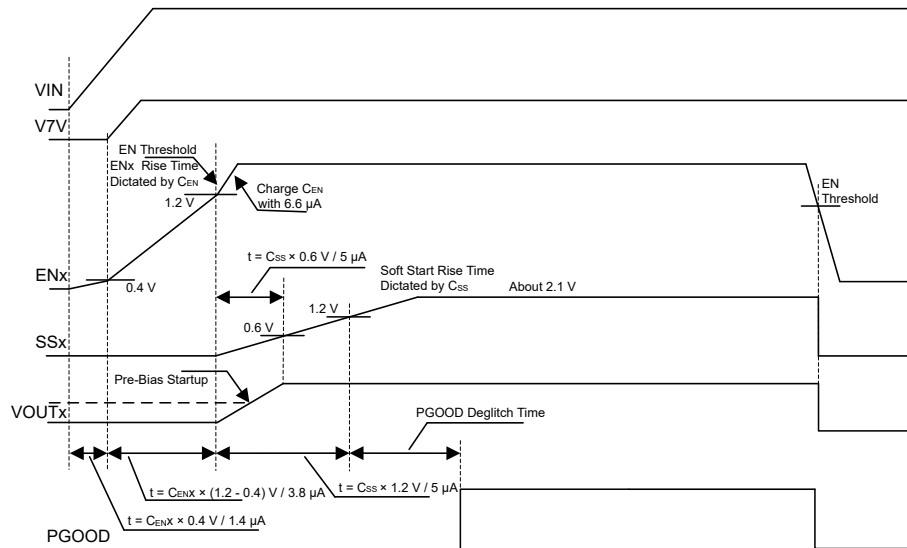 VIN
V7V
EN Threshold
ENx Rise Time
Dictated by CEN
1.2 V
Charge CEN
with 6.6 µA
EN
Threshold
ENx
0.4 V
t = Css × 0.6 V / 5 µA
Soft Start Rise Time
Dictated by CSS
About 2.1 V
1.2 V
0.6 V
SSx
Pre-Bias Startup
VOUTx
PGOOD Deglitch Time
t = CENX × (1.2 - 0.4) V / 3.8 µA
t = Css × 1.2 V / 5 µA
t = CENX × 0.4 V / 1.4 µA
PGOOD